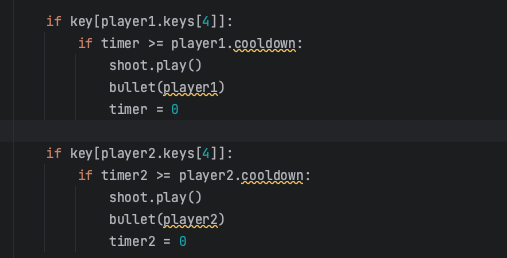 if key[player1.keys[4]]:
if timer >= player1.cooldown:
shoot.play()
bullet(player1)
timer = 0
if key[player2.keys[4]]:
if timer2 >= player2.cooldown:
shoot.play()
bullet(player2)
timer2 = 0